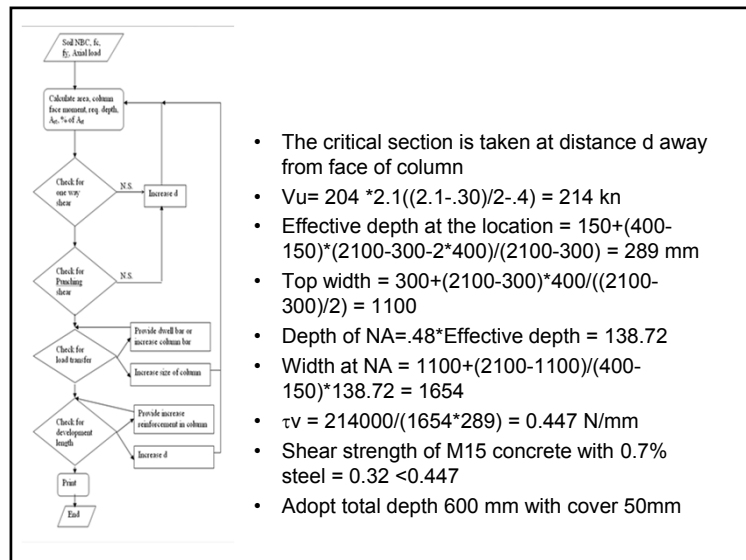 Soil NBC, fc,
fy, Axial load
Calculate area, column
face moment, req. depth,
Ast, % of Ast
Check for
one way
shear
N.S.
Increase d
Check for
Punching
shear
N.S.
Provide dwell bar or
increase column bar
Check for
load transfer
Increase size of column
Provide increase
reinforcement in column
Check for
development
length
Increase d
Print
End
• The critical section is taken at distance d away
from face of column
• Vu= 204 *2.1((2.1-.30)/2-.4) = 214 kn
• Effective depth at the location = 150+(400-
150)*(2100-300-2*400)/(2100-300) = 289 mm
• Top width = 300+(2100-300)*400/((2100-
300)/2) = 1100
• Depth of NA=.48*Effective depth = 138.72
• Width at NA = 1100+(2100-1100)/(400-
150)*138.72 = 1654
• τv = 214000/(1654*289) = 0.447 N/mm
• Shear strength of M15 concrete with 0.7%
steel = 0.32 <0.447
• Adopt total depth 600 mm with cover 50mm